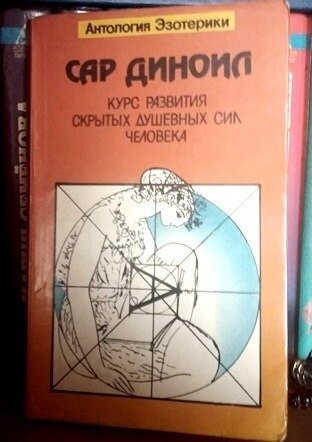 Антология Эзотерики
САР ДИНОИЛ
КУРС РАЗВИТИЯ
СКРЫТЫХ ДУШЕВНЫХ СИЛ
ЧЕЛОВЕКА